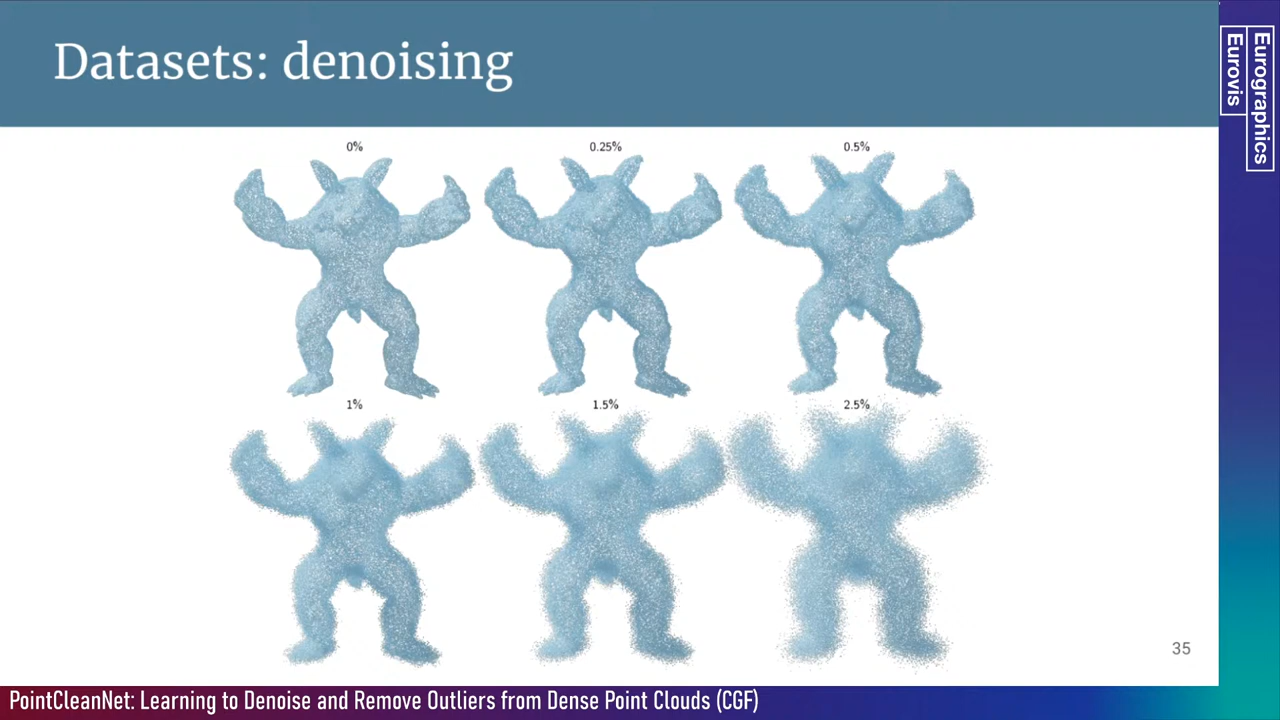 Datasets: denoising
Eurographics
Eurovis
0%
0.25%
0.5%
1%
1.5%
2.5%
35
PointCleanNet: Learning to Denoise and Remove Outliers from Dense Point Clouds (CGF)